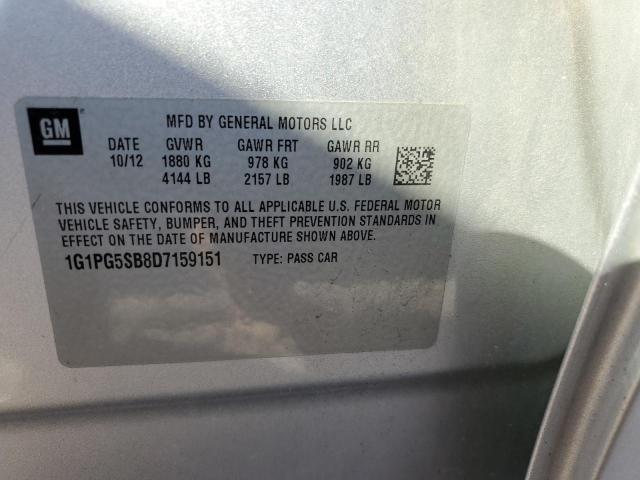 GM
MFD BY GENERAL MOTORS LLC
DATE GVWR GAWR FRT GAWR RR
10/12 1880 KG 978 KG 902 KG
4144 LB 2157 LB 1987 LB
THIS VEHICLE CONFORMS TO ALL APPLICABLE U.S. FEDERAL MOTOR
VEHICLE SAFETY, BUMPER, AND THEFT PREVENTION STANDARDS IN
EFFECT ON THE DATE OF MANUFACTURE SHOWN ABOVE.
1G1PG5SB8D7159151 TYPE: PASS CAR